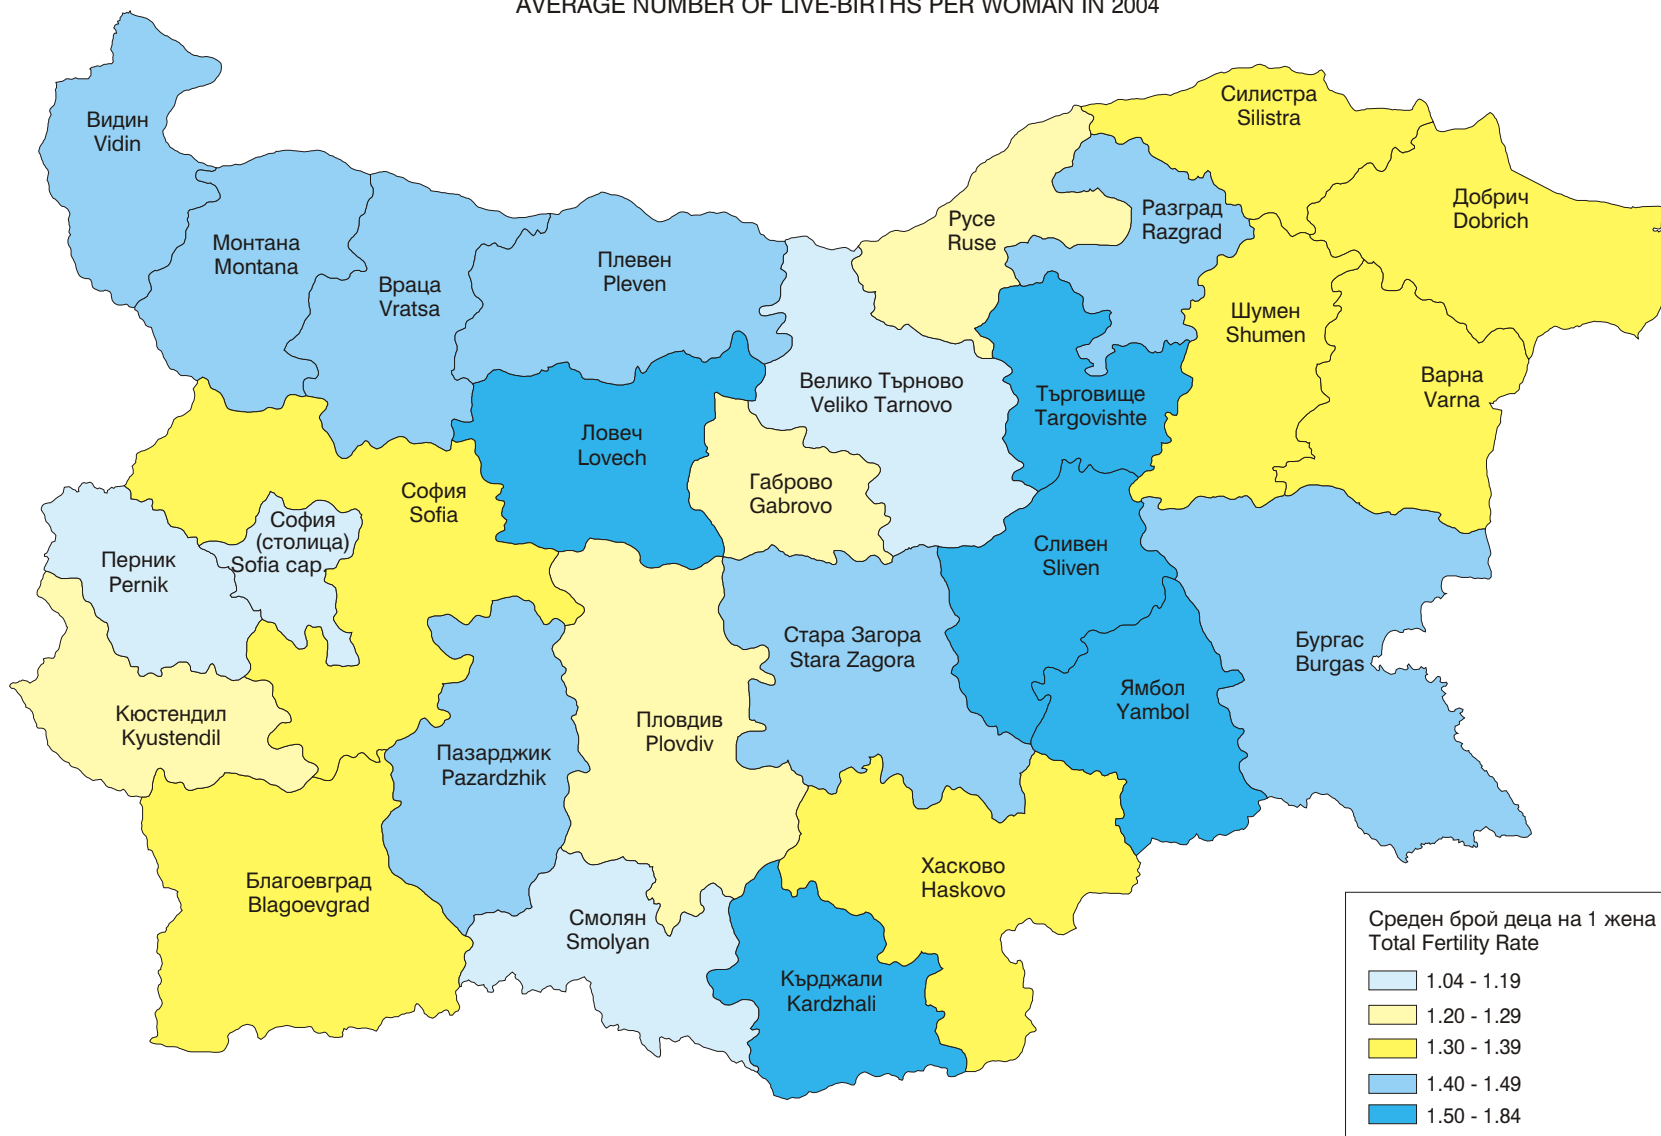 AVERAGE NUMBER OF LIVE-BIRTHS PER WOMAN IN 2004
Видин
Vidin
Монтана
Montana
Враца
Vratsa
Плевен
Pleven
Русе
Ruse
Силистра
Silistra
Разград
Razgrad
Добрич
Dobrich
Шумен
Shumen
Варна
Varna
Велико Търново
Veliko Tarnovo
Търговище
Targovishte
Ловеч
Lovech
Габрово
Gabrovo
София
Sofia
София
(столица)
Sofia cap.
Перник
Pernik
Сливен
Sliven
Стара Загора
Stara Zagora
Бургас
Burgas
Ямбол
Yambol
Кюстендил
Kyustendil
Пловдив
Plovdiv
Пазарджик
Pazardzhik
Благоевград
Blagoevgrad
Смолян
Smolyan
Хасково
Haskovo
Кърджали
Kardzhali
Среден брой деца на 1 жена
Total Fertility Rate
1.04 - 1.19
1.20 - 1.29
1.30 - 1.39
1.40 - 1.49
1.50 - 1.84